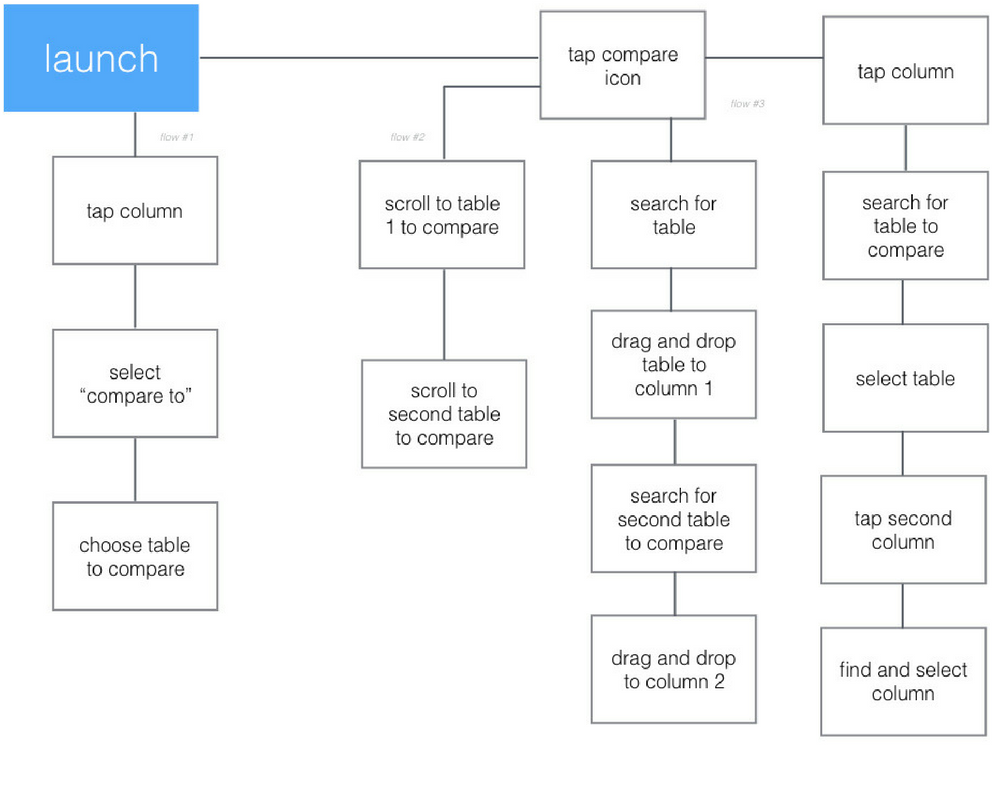 launch
tap compare
icon
tap column
flow #3
flow #1
flow #2
tap column
scroll to table
1 to compare
search for
table
search for
table to
compare
select
“compare to”
drag and drop
table to
column 1
select table
scroll to
second table
to compare
search for
second table
to compare
tap second
column
choose table
to compare
drag and drop
to column 2
find and select
column